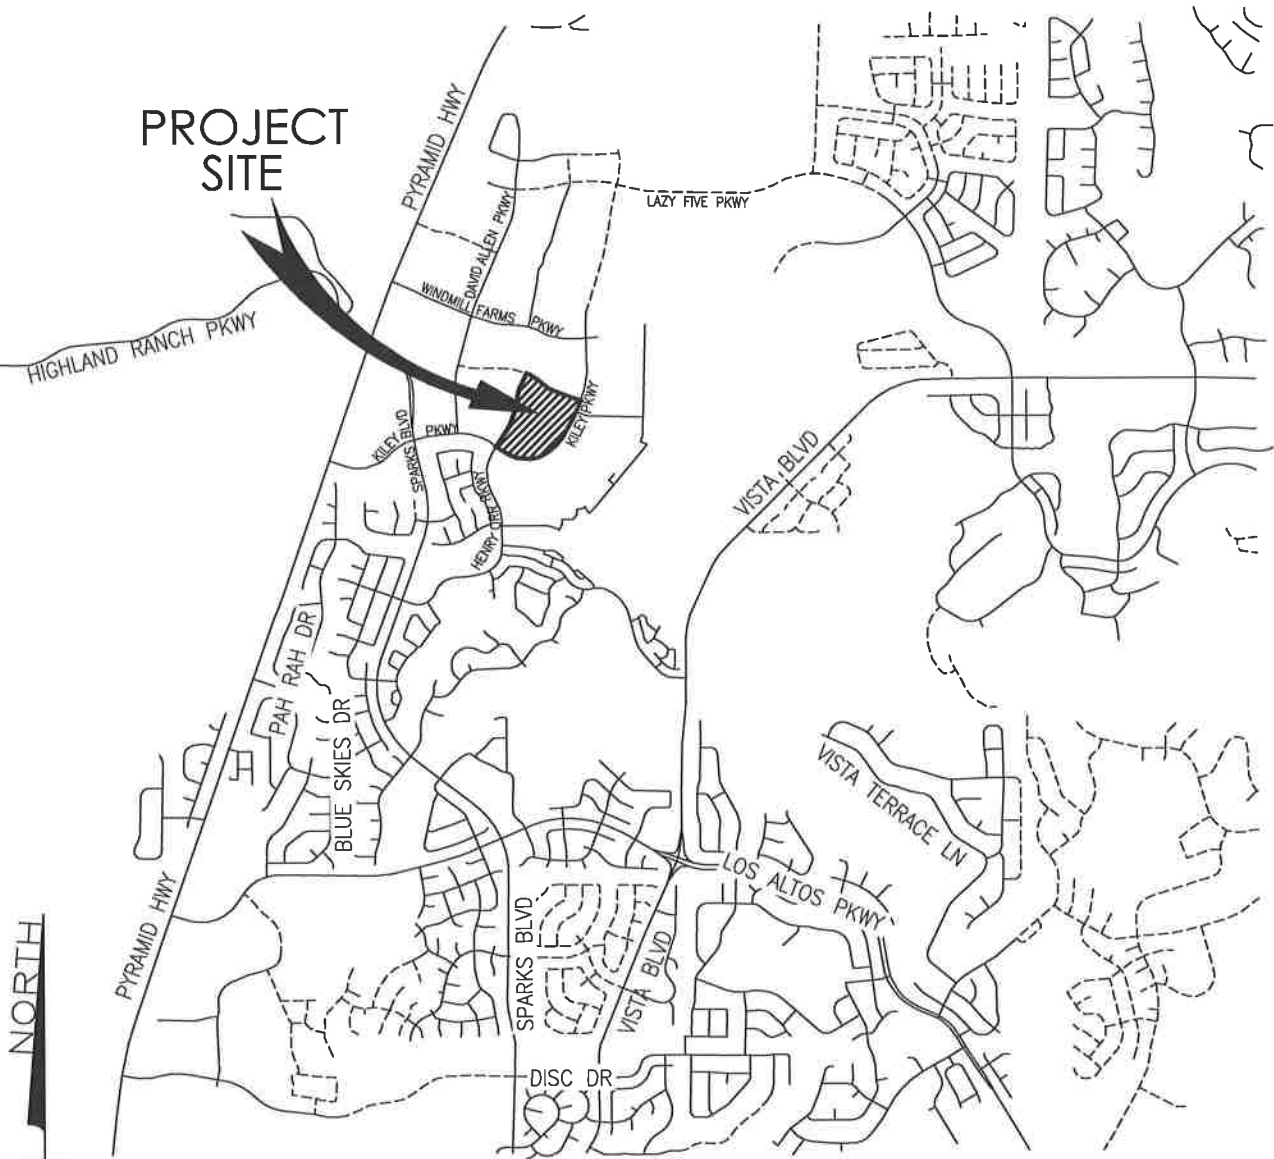 PROJECT
SITE
PYRAMID HWY
LAZY FIVE PKWY
DAVID ALLEN PKWY
WINDMILL FARMS PKWY
HIGHLAND RANCH PKWY
KILEY PKWY
SPARKS BLVD
KILEY PKWY
HENRY ORR PKWY
VISTA BLVD
PAH RAH DR
BLUE SKIES DR
VISTA TERRACE LN
LOS ALTOS PKWY
PYRAMID HWY
SPARKS BLVD
VISTA BLVD
DISC DR
NORTH